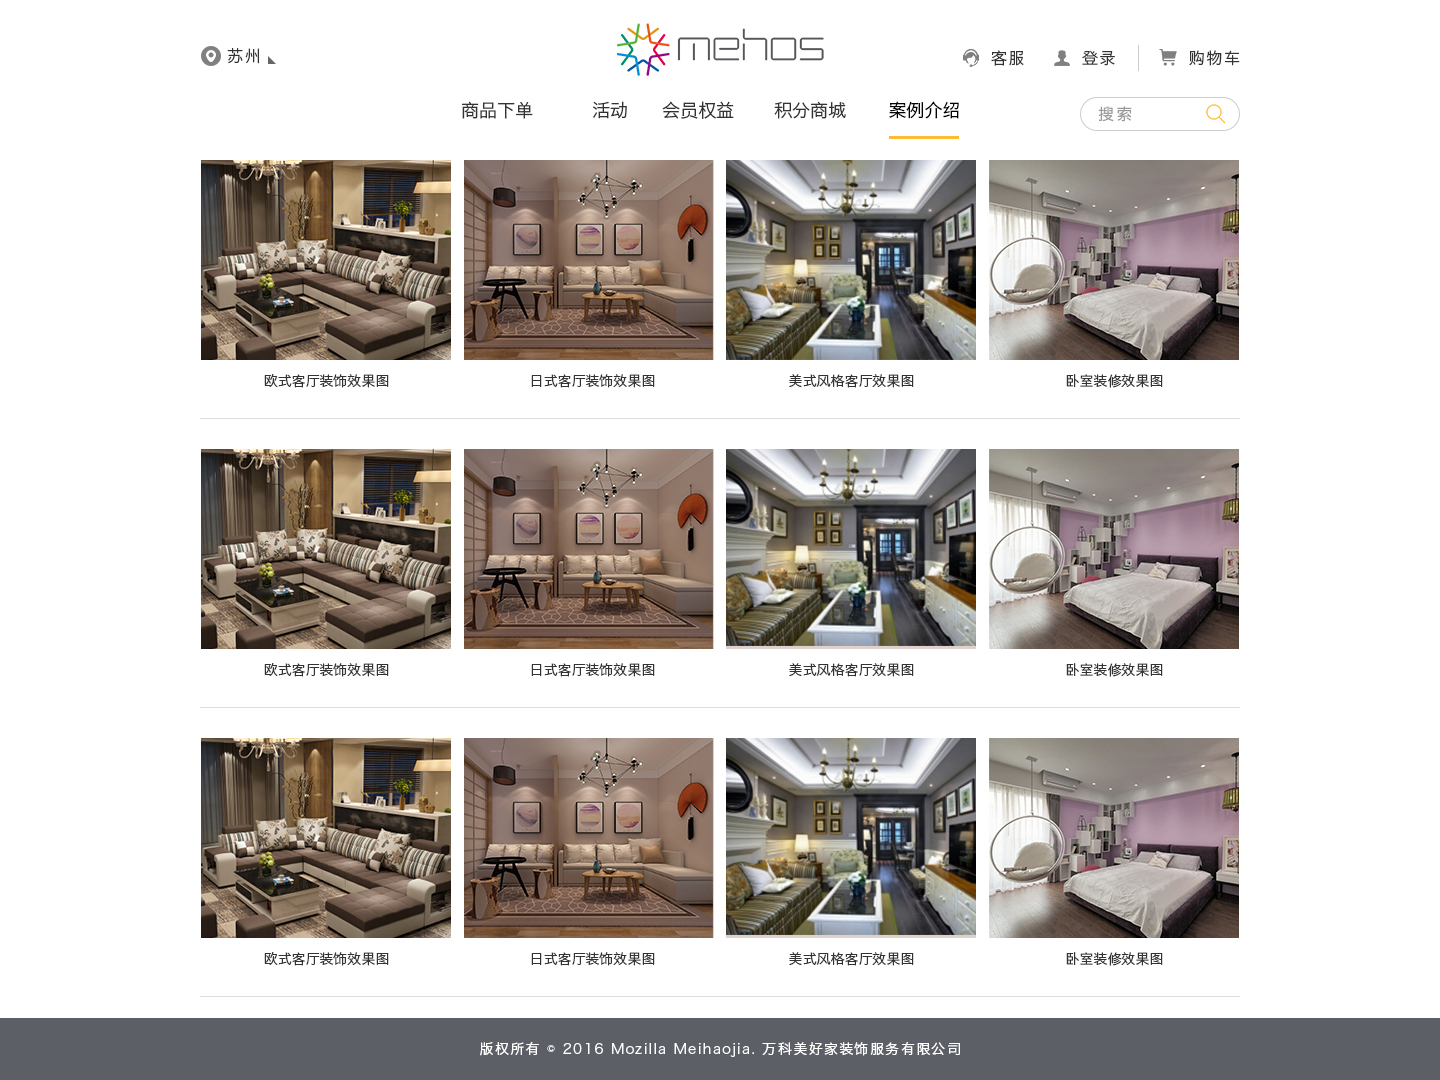 苏州
mehos
客服
登录
购物车
商品下单 活动 会员权益 积分商城 案例介绍
搜索
欧式客厅装饰效果图 日式客厅装饰效果图 美式风格客厅效果图 卧室装修效果图
欧式客厅装饰效果图 日式客厅装饰效果图 美式风格客厅效果图 卧室装修效果图
欧式客厅装饰效果图 日式客厅装饰效果图 美式风格客厅效果图 卧室装修效果图
版权所有 © 2016 Mozilla Meihaojia. 万科美好家装饰服务有限公司